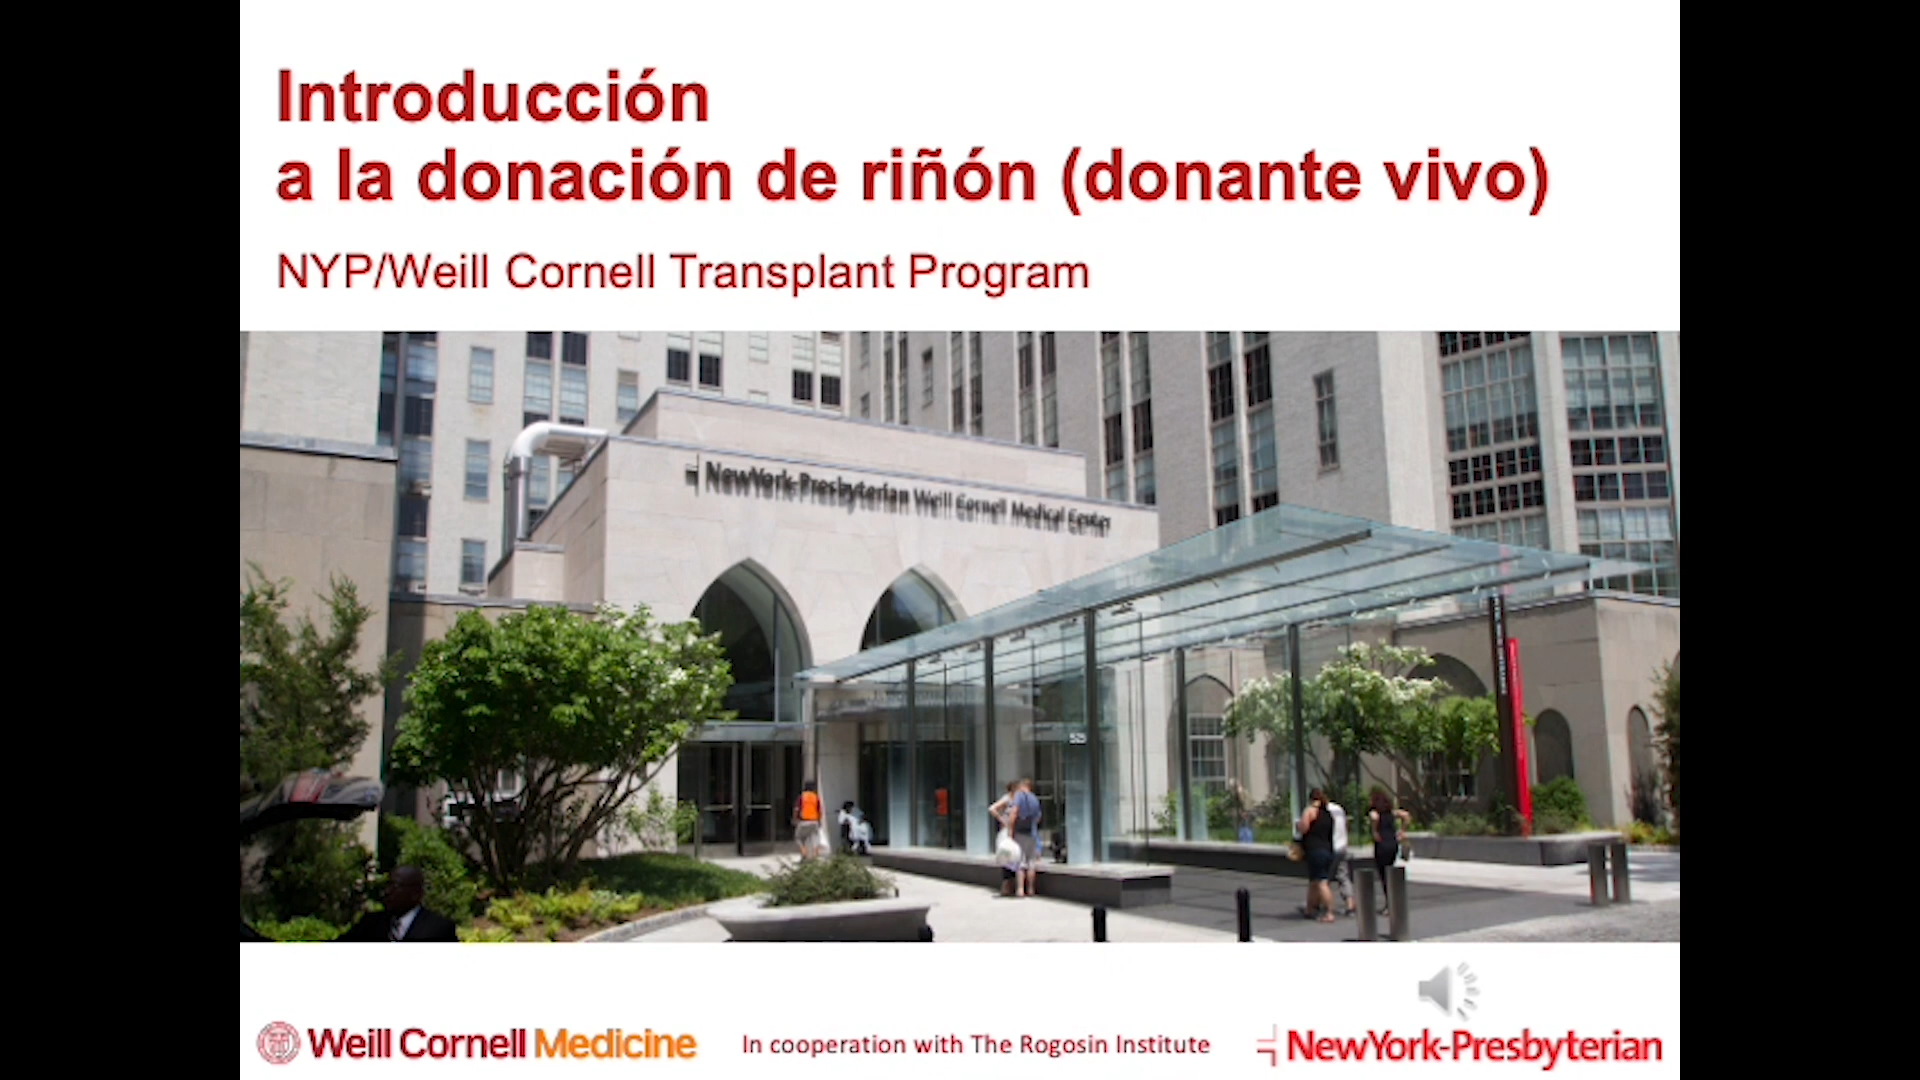 Introducción
a la donación de riñón (donante vivo)
NYP/Weill Cornell Transplant Program
NewYork-Presbyterian Weill Cornell Medical Center
525
Weill Cornell Medicine
In cooperation with The Rogosin Institute
NewYork-Presbyterian